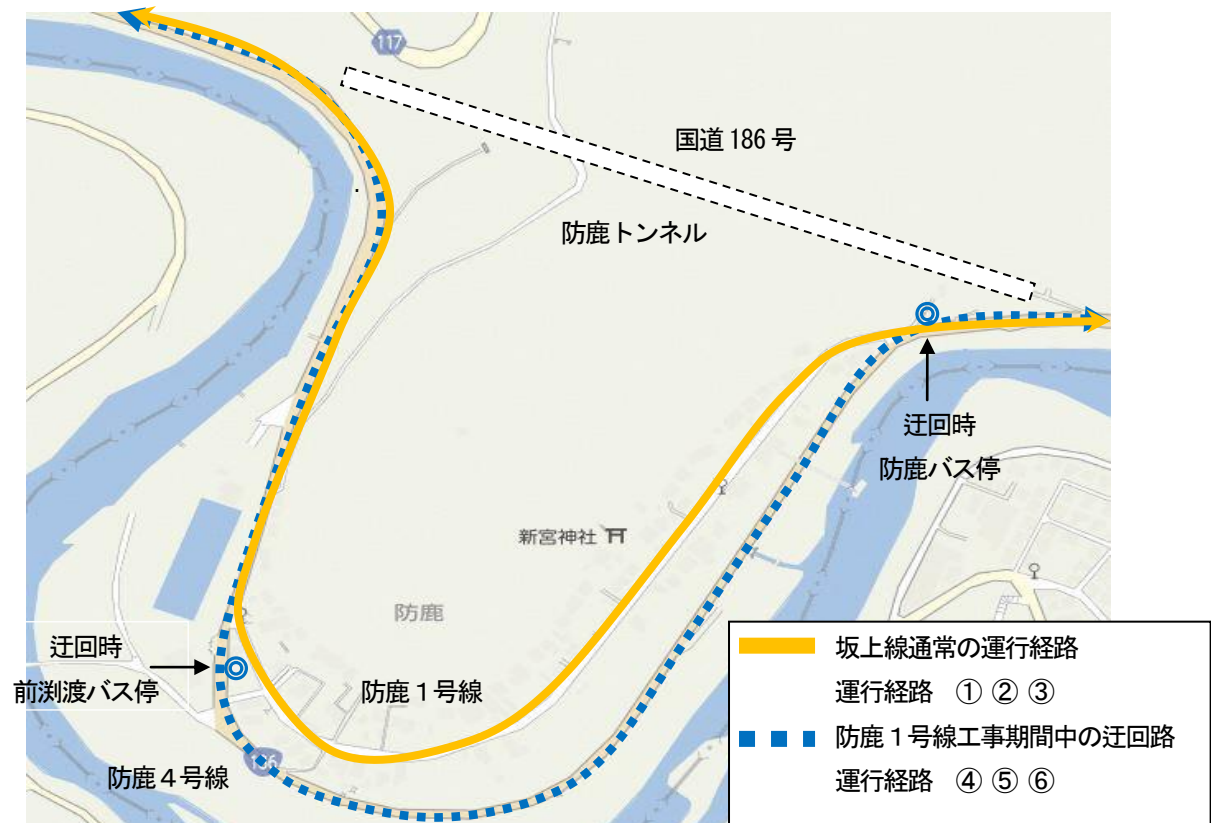 117
国道186号
防鹿トンネル
迂回時
防鹿バス停
新宮神社
防鹿
迂回時
前渕渡バス停
防鹿1号線
防鹿4号線
坂上線通常の運行経路
運行経路 ① ② ③
防鹿1号線工事期間中の迂回路
運行経路 ④ ⑤ ⑥